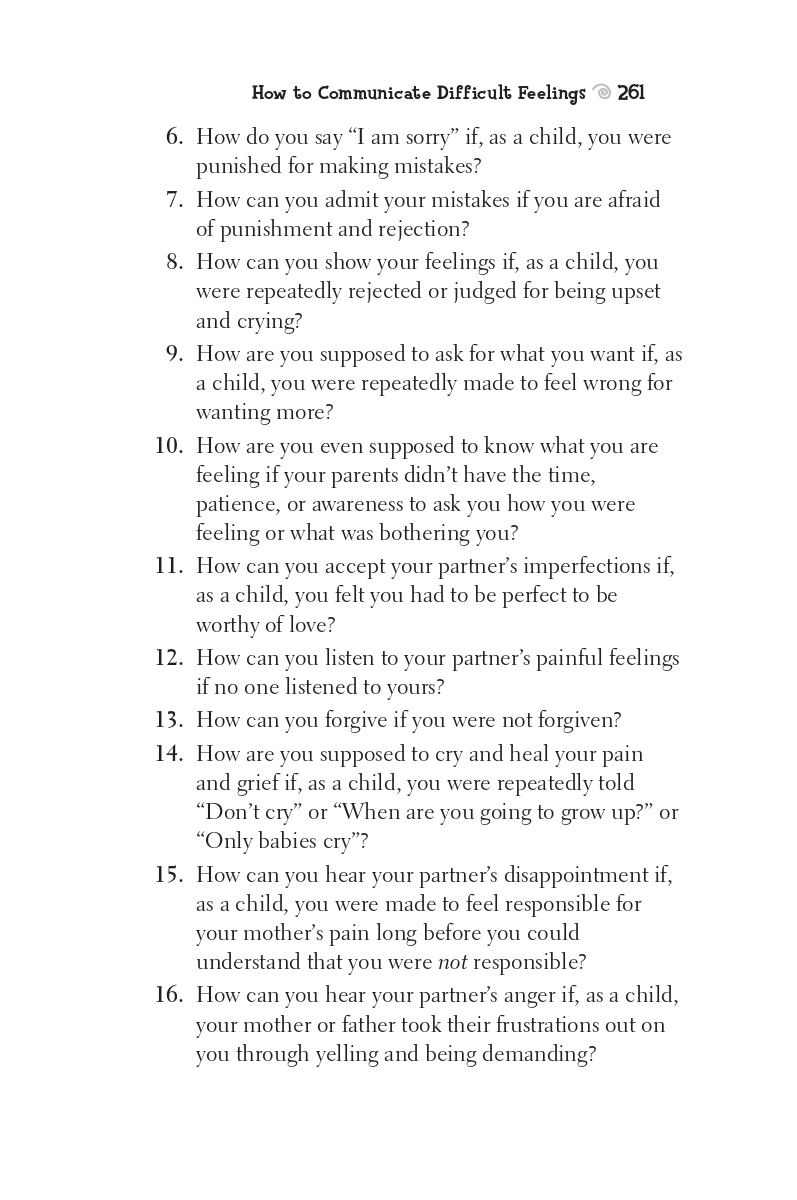 How to Communicate Difficult Feelings 261
6. How do you say “I am sorry” if, as a child, you were
punished for making mistakes?
7. How can you admit your mistakes if you are afraid
of punishment and rejection?
8. How can you show your feelings if, as a child, you
were repeatedly rejected or judged for being upset
and crying?
9. How are you supposed to ask for what you want if, as
a child, you were repeatedly made to feel wrong for
wanting more?
10. How are you even supposed to know what you are
feeling if your parents didn’t have the time,
patience, or awareness to ask you how you were
feeling or what was bothering you?
11. How can you accept your partner’s imperfections if,
as a child, you felt you had to be perfect to be
worthy of love?
12. How can you listen to your partner’s painful feelings
if no one listened to yours?
13. How can you forgive if you were not forgiven?
14. How are you supposed to cry and heal your pain
and grief if, as a child, you were repeatedly told
“Don’t cry” or “When are you going to grow up?” or
“Only babies cry”?
15. How can you hear your partner’s disappointment if,
as a child, you were made to feel responsible for
your mother’s pain long before you could
understand that you were not responsible?
16. How can you hear your partner’s anger if, as a child,
your mother or father took their frustrations out on
you through yelling and being demanding?